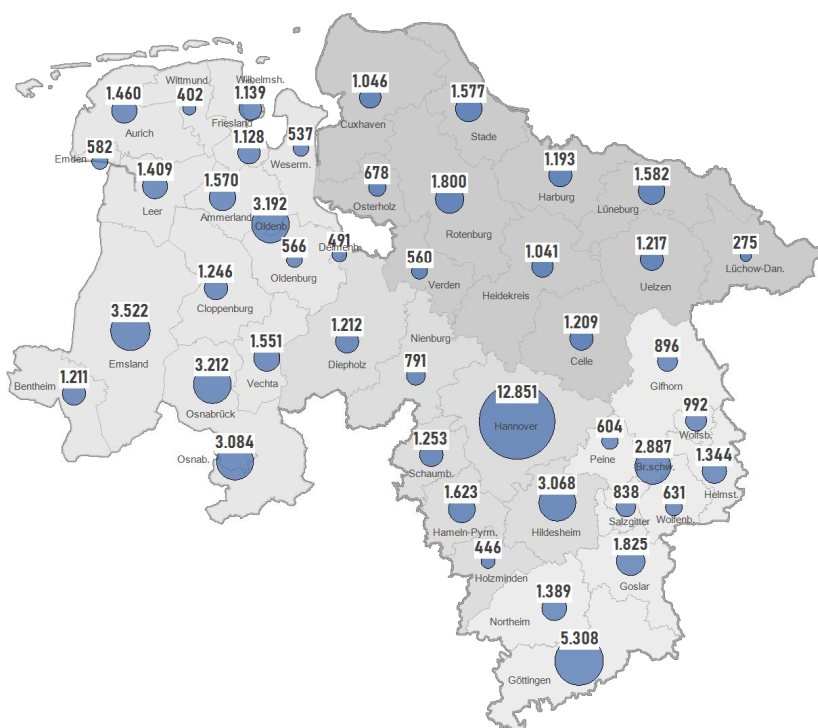 Wittmund
402
Wilhelmsh.
1.139
1.460
Aurich
Friesland
1.128
537
Weserm.
Emden
582
1.409
Leer
1.570
Ammerland
3.192
Oldenb.
566
Oldenburg
491
Delmenh.
1.046
Cuxhaven
1.577
Stade
678
Osterholz
1.800
Rotenburg
1.193
Harburg
1.582
Lüneburg
560
Verden
1.041
Heidekreis
1.217
Uelzen
275
Lüchow-Dan.
1.246
Cloppenburg
3.522
Emsland
1.551
Vechta
1.212
Diepholz
Nienburg
791
1.209
Celle
896
Gifhorn
Bentheim
1.211
3.212
Osnabrück
3.084
Osnab.
12.851
Hannover
604
Peine
992
Wolfsb.
2.887
Br.schw.
1.344
Helmst.
1.253
Schaumb.
1.623
Hameln-Pyrm.
3.068
Hildesheim
838
Salzgitter
631
Wolfenb.
446
Holzminden
1.825
Goslar
1.389
Northeim
5.308
Göttingen